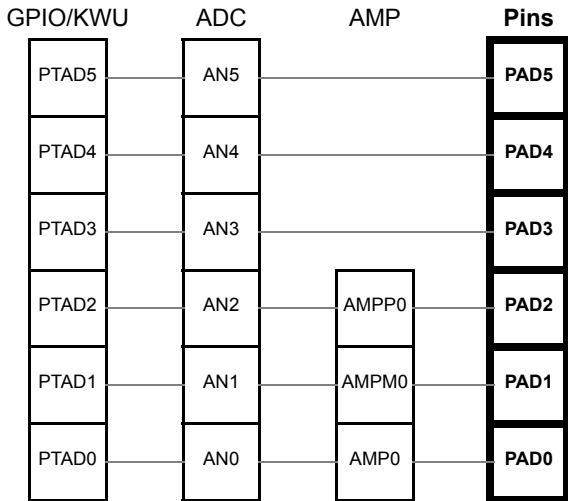 GPIO/KWU ADC AMP Pins
PTAD5 AN5 PAD5
PTAD4 AN4 PAD4
PTAD3 AN3 PAD3
PTAD2 AN2 AMPP0 PAD2
PTAD1 AN1 AMPM0 PAD1
PTAD0 AN0 AMP0 PAD0